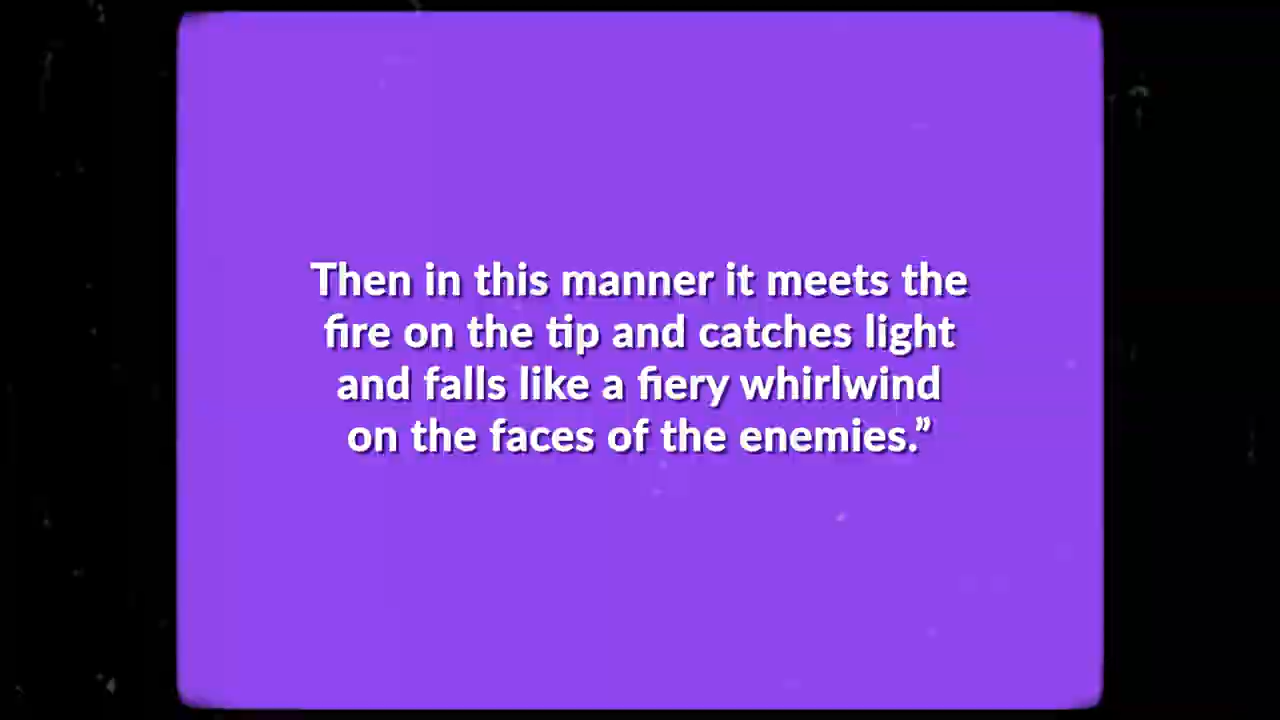 Then in this manner it meets the
fire on the tip and catches light
and falls like a fiery whirlwind
on the faces of the enemies.”